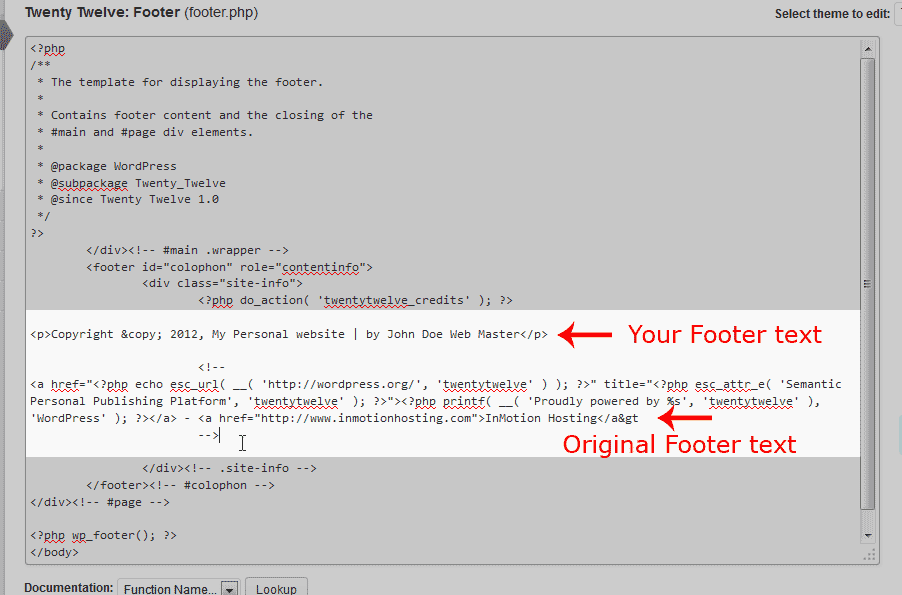 Twenty Twelve: Footer (footer.php)
Select theme to edit:
<?php
/**
* The template for displaying the footer.
*
* Contains footer content and the closing of the
* #main and #page div elements.
*
* @package WordPress
* @subpackage Twenty_Twelve
* @since Twenty Twelve 1.0
*/
?>
</div><!-- #main .wrapper -->
<footer id="colophon" role="contentinfo">
<div class="site-info">
<?php do_action( 'twentytwelve_credits' ); ?>
<p>Copyright &copy; 2012, My Personal website | by John Doe Web Master</p>
Your Footer text
<!--
<a href="<?php echo esc_url( __( 'http://wordpress.org/', 'twentytwelve' ) ); ?>" title="<?php esc_attr_e( 'Semantic
Personal Publishing Platform', 'twentytwelve' ); ?>"><?php printf( __( 'Proudly powered by %s', 'twentytwelve' ),
'WordPress' ); ?></a> - <a href="http://www.inmotionhosting.com">InMotion Hosting</a&gt
-->
Original Footer text
</div><!-- .site-info -->
</footer><!-- #colophon -->
</div><!-- #page -->
<?php wp_footer(); ?>
</body>
Documentation: Function Name... Lookup